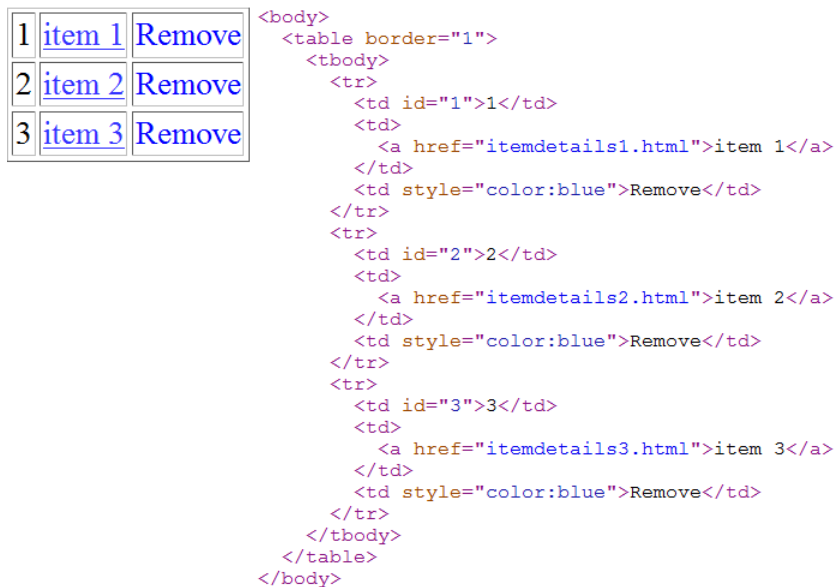 1 item 1 Remove
2 item 2 Remove
3 item 3 Remove
<body>
  <table border="1">
    <tbody>
      <tr>
        <td id="1">1</td>
        <td>
          <a href="itemdetails1.html">item 1</a>
        </td>
        <td style="color:blue">Remove</td>
      </tr>
      <tr>
        <td id="2">2</td>
        <td>
          <a href="itemdetails2.html">item 2</a>
        </td>
        <td style="color:blue">Remove</td>
      </tr>
      <tr>
        <td id="3">3</td>
        <td>
          <a href="itemdetails3.html">item 3</a>
        </td>
        <td style="color:blue">Remove</td>
      </tr>
    </tbody>
  </table>
</body>